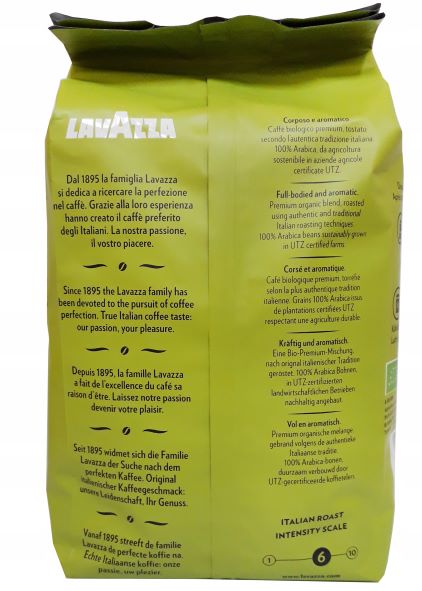 LAVAZZA
Dal 1895 la famiglia Lavazza
si dedica a ricercare la perfezione
nel caffè. Grazie alla loro esperienza
hanno creato il caffè preferito
degli Italiani. La nostra passione,
il vostro piacere.
Since 1895 the Lavazza family has
been devoted to the pursuit of coffee
perfection. True Italian coffee taste:
our passion, your pleasure.
Depuis 1895, la famille Lavazza
a fait de l'excellence du café sa
raison d'être. Laissez notre passion
devenir votre plaisir.
Seit 1895 widmet sich die Familie
Lavazza der Suche nach dem
perfekten Kaffee. Original
italienischer Kaffeegeschmack:
unsere Leidenschaft, Ihr Genuss.
Vanaf 1895 streeft de familie
Lavazza de perfecte koffie na.
Echte Italiaanse koffie: onze
passie, uw plezier.
Corposo e aromatico.
Caffè biologico premium, tostato
secondo l'autentica tradizione italiana.
100% Arabica, da agricoltura
sostenibile in aziende agricole
certificate UTZ.
Full-bodied and aromatic.
Premium organic blend, roasted
using authentic and traditional
Italian roasting techniques
100% Arabica beans sustainably grown
in UTZ certified farms.
Corsé et aromatique.
Café biologique premium, torréfié
selon la plus authentique tradition
italienne. Grains 100% Arabica issus
de plantations certifiées UTZ
respectant une agriculture durable.
Kräftig und aromatisch.
Eine Bio-Premium-Mischung,
nach orignal italienischer Tradition
geröstet. 100% Arabica Bohnen,
in UTZ-zertifizierten
landwirtschaftlichen Betrieben
nachhaltig angebaut.
Vol en aromatisch.
Premium organische melange,
gebrand volgens de authentieke
Italiaanse traditie.
100% Arabica-bonen,
duurzaam verbouwd door
UTZ-gecertificeerde koffietelers.
ITALIAN ROAST
INTENSITY SCALE
1 6 10
www.lavazza.com